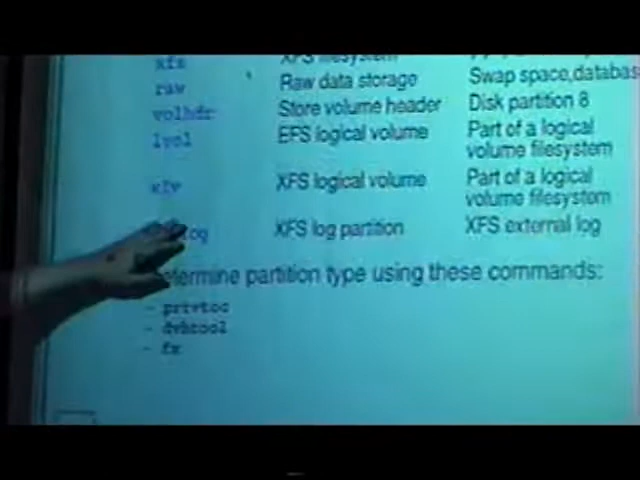 xfs XFS filesystem
raw Raw data storage Swap space,databas
volhdr Store volume header Disk partition 8
lvol EFS logical volume Part of a logical
volume filesystem
xlv XFS logical volume Part of a logical
volume filesystem
log XFS log partition XFS external log
etermine partition type using these commands:
- prtvtoc
- dvhtool
- fx